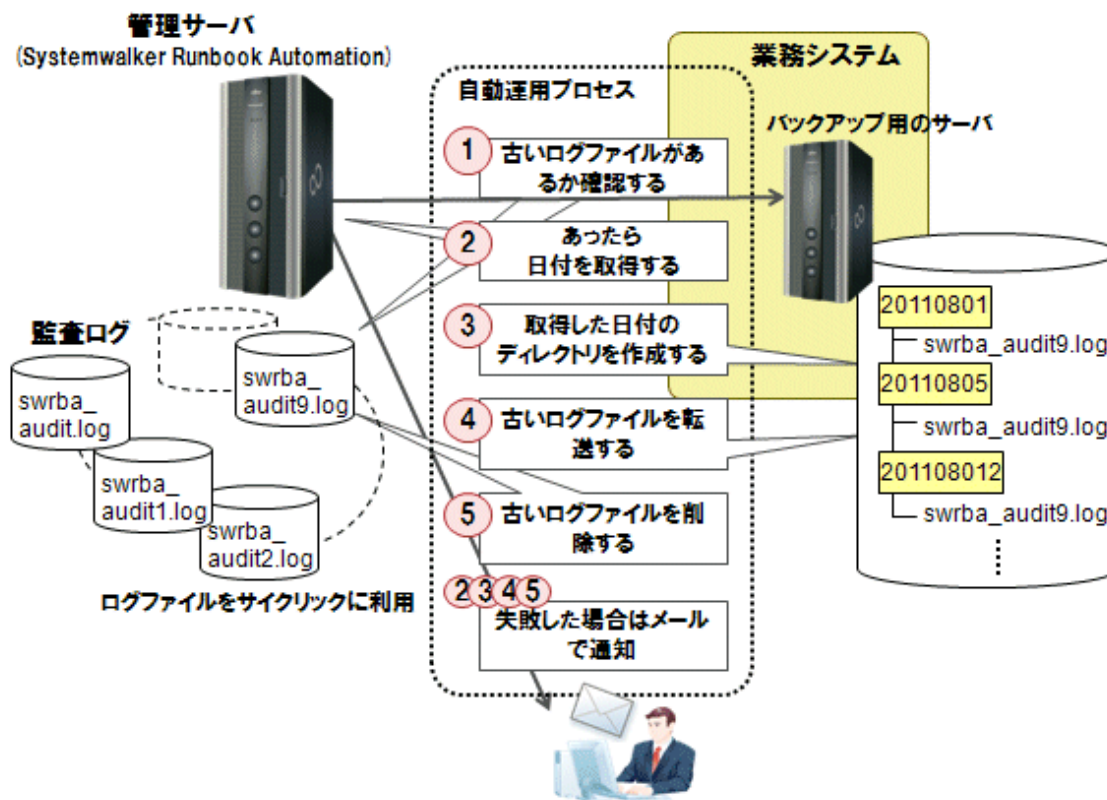 管理サーバ
(Systemwalker Runbook Automation)
業務システム
自動運用プロセス
バックアップ用のサーバ
1
古いログファイルがあ
るか確認する
2
あったら
日付を取得する
3
取得した日付の
ディレクトリを作成する
4
古いログファイルを転
送する
5
古いログファイルを削
除する
2 3 4 5
失敗した場合はメール
で通知
監査ログ
swrba_
audit.log
swrba_
audit1.log
swrba_
audit2.log
swrba_
audit9.log
ログファイルをサイクリックに利用
20110801
swrba_audit9.log
20110805
swrba_audit9.log
201108012
swrba_audit9.log